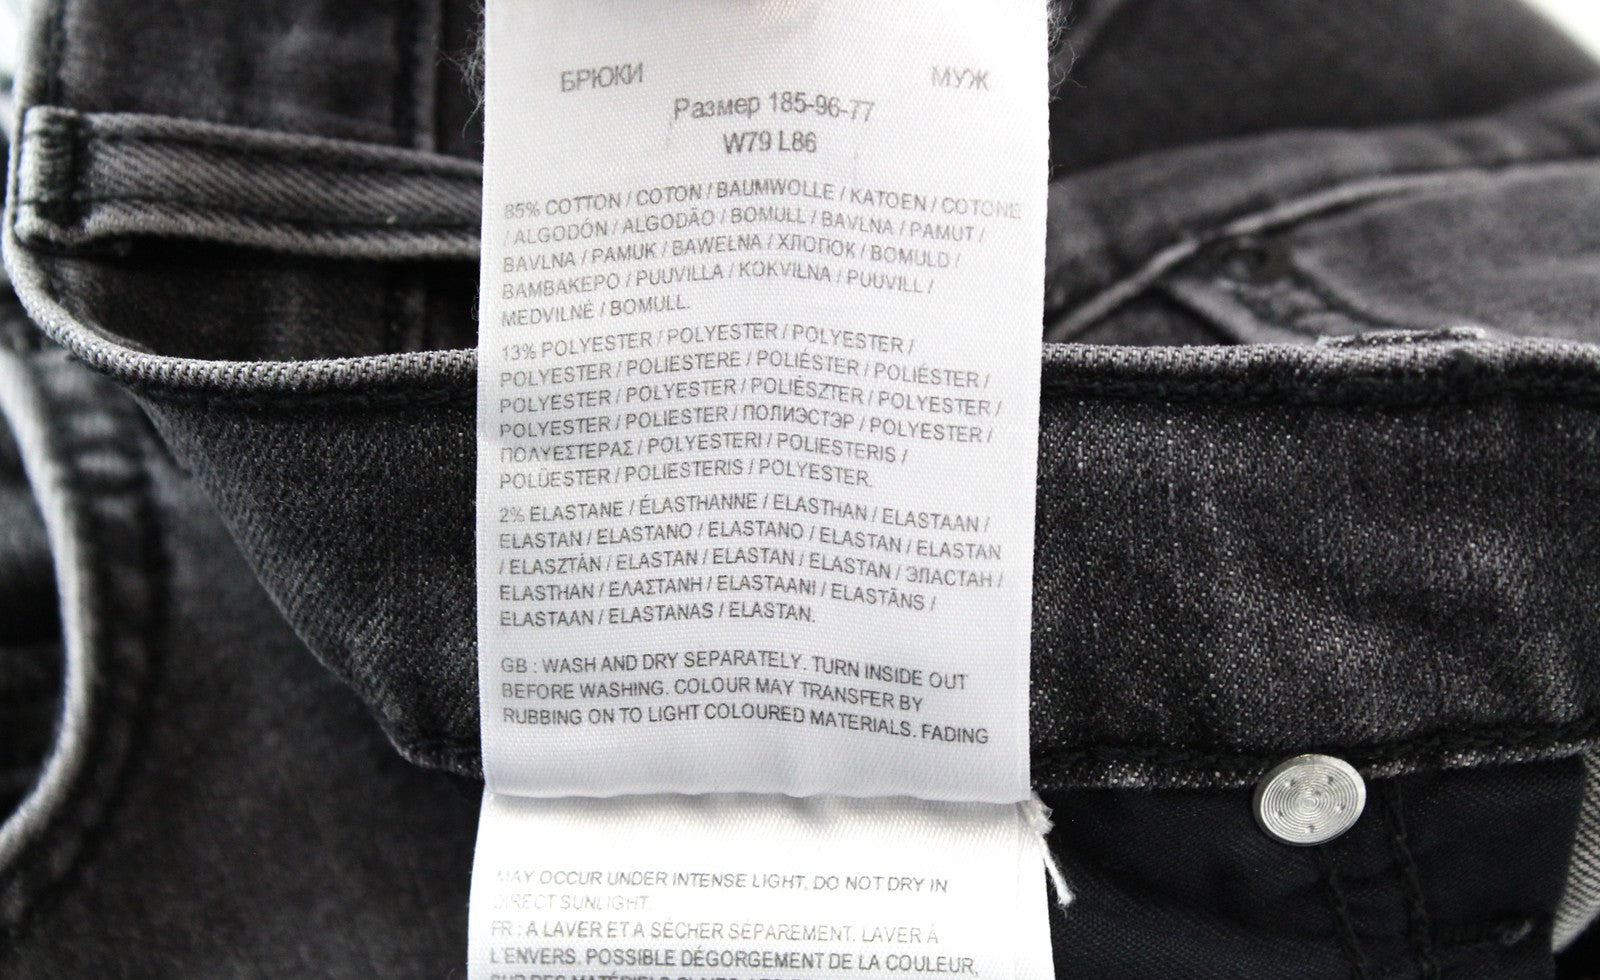 БРЮКИ МУЖ
Размер 185-96-77
W79 L86
85% COTTON / COTON / BAUMWOLLE / KATOEN / COTONE
/ ALGODÓN / ALGODÃO / BOMULL / BAVLNA / PAMUT /
BAVLNA / PAMUK / BAWEŁNA / ХЛОПОК / BOMULD /
BAMBAKEPO / PUUVILLA / KOKVILNA / PUUVILL /
MEDVILNĖ / BOMULL.
13% POLYESTER / POLYESTER / POLYESTER /
POLYESTER / POLIESTERE / POLIÉSTER / POLIÉSTER /
POLYESTER / POLYESTER / POLIÉSZTER / POLYESTER /
POLYESTER / POLIESTER / ПОЛИЭСТЭР / POLYESTER /
ΠΟΛΥΕΣΤΕΡΑΣ / POLYESTERI / POLIESTERIS /
POLÜESTER / POLIESTERIS / POLYESTER.
2% ELASTANE / ÉLASTHANNE / ELASTHAN / ELASTAAN /
ELASTAN / ELASTANO / ELASTANO / ELASTAN / ELASTAN
/ ELASZTÁN / ELASTAN / ELASTAN / ELASTAN / ЭЛАСТАН /
ELASTHAN / ΕΛΑΣΤΑΝΗ / ELASTAANI / ELASTĀNS /
ELASTAAN / ELASTANAS / ELASTAN.
GB : WASH AND DRY SEPARATELY. TURN INSIDE OUT
BEFORE WASHING. COLOUR MAY TRANSFER BY
RUBBING ON TO LIGHT COLOURED MATERIALS. FADING
MAY OCCUR UNDER INTENSE LIGHT, DO NOT DRY IN
DIRECT SUNLIGHT.
FR : A LAVER ET A SÉCHER SÉPARÉMENT. LAVER À
L'ENVERS. POSSIBLE DÉGORGEMENT DE LA COULEUR,
SUR DES MATÉRIELS CLAIRS